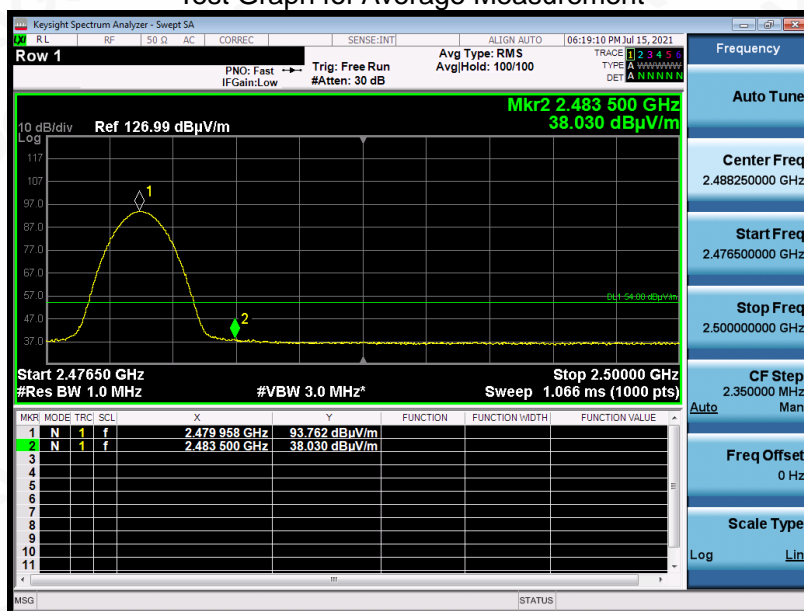 Test Graph for Average Measurement
Keysight Spectrum Analyzer - Swept SA
LXI RL RF 50 Ω AC CORREC SENSE:INT ALIGN AUTO 06:19:10 PM Jul 15, 2021
Row 1
PNO: Fast
IFGain:Low
Trig: Free Run
#Atten: 30 dB
Avg Type: RMS
Avg|Hold: 100/100
TRACE 1 2 3 4 5 6
TYPE A WWWWW
DET A N N N N N
Mkr2 2.483 500 GHz
38.030 dBµV/m
10 dB/div Ref 126.99 dBµV/m
Log
117
107
97.0
87.0
77.0
67.0
57.0
47.0
37.0
1
2
DL1 54.00 dBµV/m
Start 2.47650 GHz Stop 2.50000 GHz
#Res BW 1.0 MHz #VBW 3.0 MHz* Sweep 1.066 ms (1000 pts)
MKR MODE TRC SCL X Y FUNCTION FUNCTION WIDTH FUNCTION VALUE
1 N 1 f 2.479 958 GHz 93.762 dBµV/m
2 N 1 f 2.483 500 GHz 38.030 dBµV/m
3
4
5
6
7
8
9
10
11
MSG STATUS
Frequency
Auto Tune
Center Freq
2.488250000 GHz
Start Freq
2.476500000 GHz
Stop Freq
2.500000000 GHz
CF Step
2.350000 MHz
Auto Man
Freq Offset
0 Hz
Scale Type
Log Lin